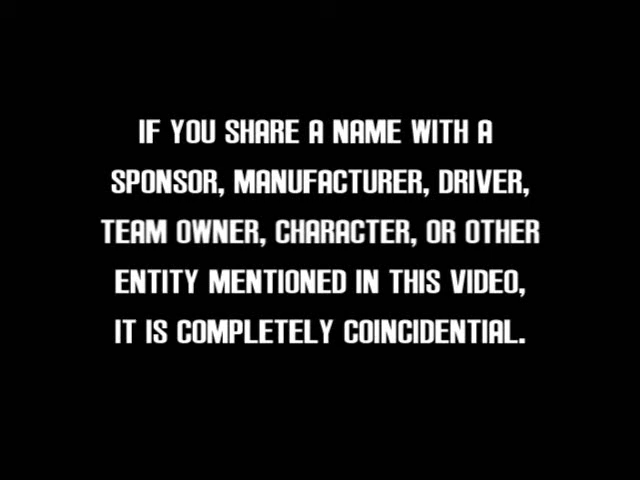 IF YOU SHARE A NAME WITH A
SPONSOR, MANUFACTURER, DRIVER,
TEAM OWNER, CHARACTER, OR OTHER
ENTITY MENTIONED IN THIS VIDEO,
IT IS COMPLETELY COINCIDENTIAL.